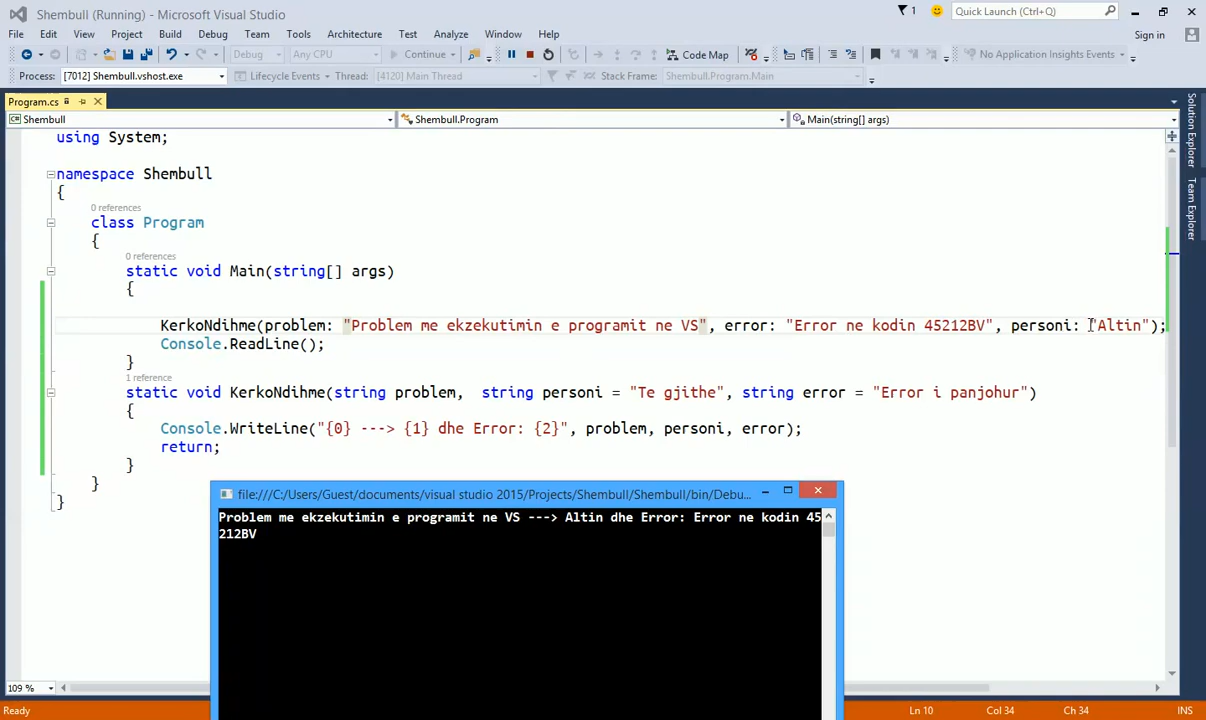 Shembull (Running) - Microsoft Visual Studio
1
Quick Launch (Ctrl+Q)
File Edit View Project Build Debug Team Tools Architecture Test Analyze Window Help
Sign in
Debug Any CPU Continue Code Map No Application Insights Events
Process: [7012] Shembull.vshost.exe Lifecycle Events Thread: [4120] Main Thread Stack Frame: Shembull.Program.Main
Program.cs
C# Shembull Shembull.Program Main(string[] args)
Solution Explorer
Team Explorer
using System;
namespace Shembull
{
0 references
class Program
{
0 references
static void Main(string[] args)
{
KerkoNdihme(problem: "Problem me ekzekutimin e programit ne VS", error: "Error ne kodin 45212BV", personi: "Altin");
Console.ReadLine();
}
1 reference
static void KerkoNdihme(string problem, string personi = "Te gjithe", string error = "Error i panjohur")
{
Console.WriteLine("{0} ---> {1} dhe Error: {2}", problem, personi, error);
return;
}
}
}
file:///C:/Users/Guest/documents/visual studio 2015/Projects/Shembull/Shembull/bin/Debu...
Problem me ekzekutimin e programit ne VS ---> Altin dhe Error: Error ne kodin 45
212BV
109 %
Ready Ln 10 Col 34 Ch 34 INS